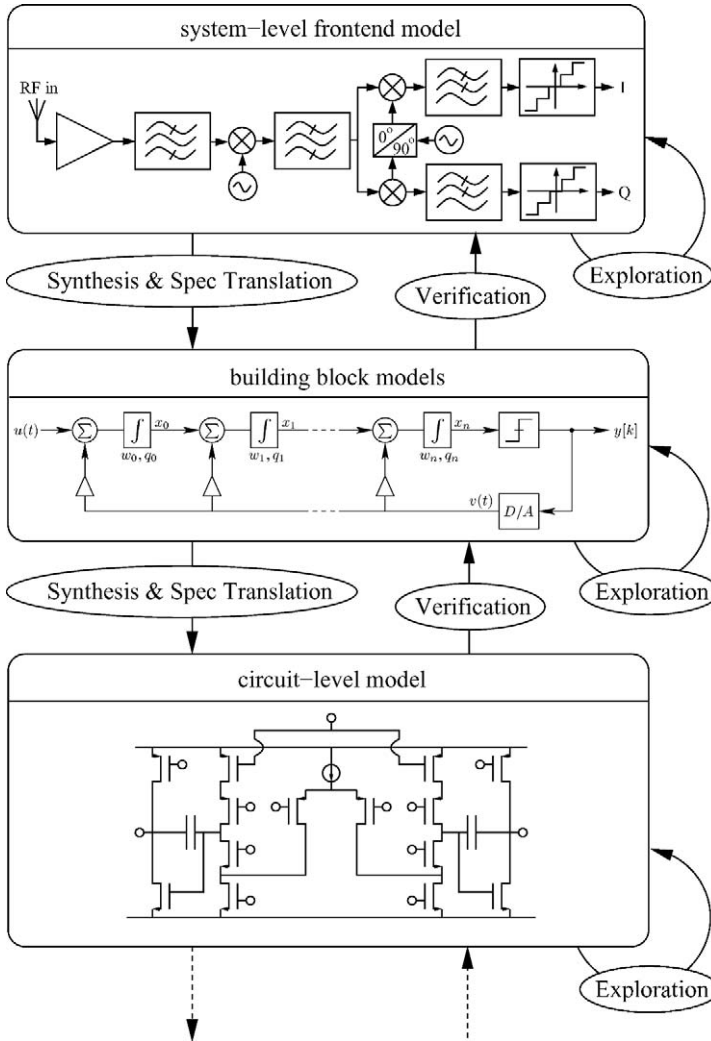 system−level frontend model
RF in
I
0° 90°
Q
Synthesis & Spec Translation
Verification
Exploration
building block models
u(t) Σ ∫ x₀ Σ ∫ x₁ Σ ∫ xₙ y[k]
w₀, q₀ w₁, q₁ wₙ, qₙ
v(t) D/A
Synthesis & Spec Translation
Verification
Exploration
circuit−level model
Exploration